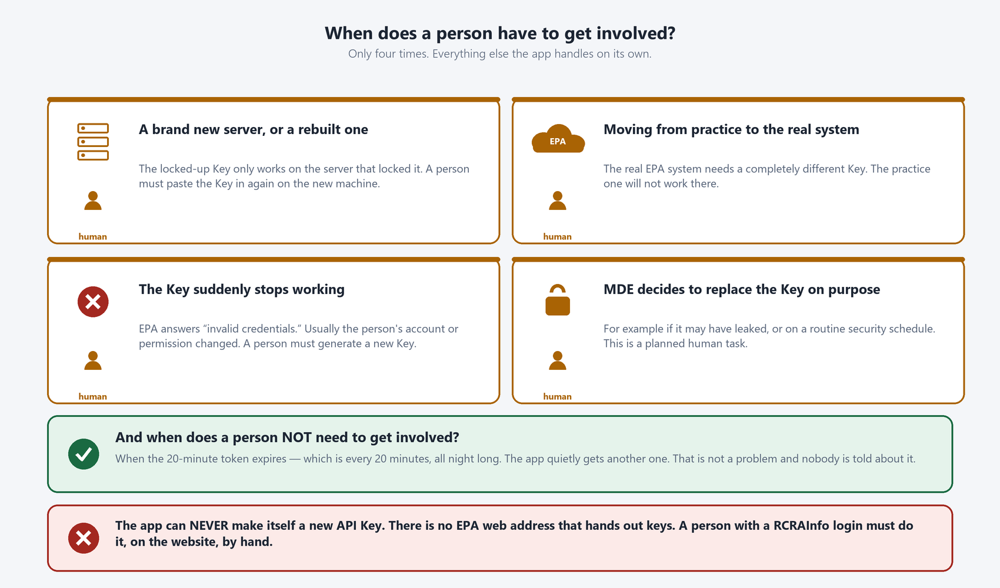 When does a person have to get involved?
Only four times. Everything else the app handles on its own.
A brand new server, or a rebuilt one
The locked-up Key only works on the server that locked it. A person
must paste the Key in again on the new machine.
human
EPA
Moving from practice to the real system
The real EPA system needs a completely different Key. The practice
one will not work there.
human
The Key suddenly stops working
EPA answers “invalid credentials.” Usually the person's account or
permission changed. A person must generate a new Key.
human
MDE decides to replace the Key on purpose
For example if it may have leaked, or on a routine security schedule.
This is a planned human task.
human
And when does a person NOT need to get involved?
When the 20-minute token expires — which is every 20 minutes, all night long. The app quietly gets another one. That is not a problem and nobody is told about it.
The app can NEVER make itself a new API Key. There is no EPA web address that hands out keys. A person with a RCRAInfo login must do
it, on the website, by hand.